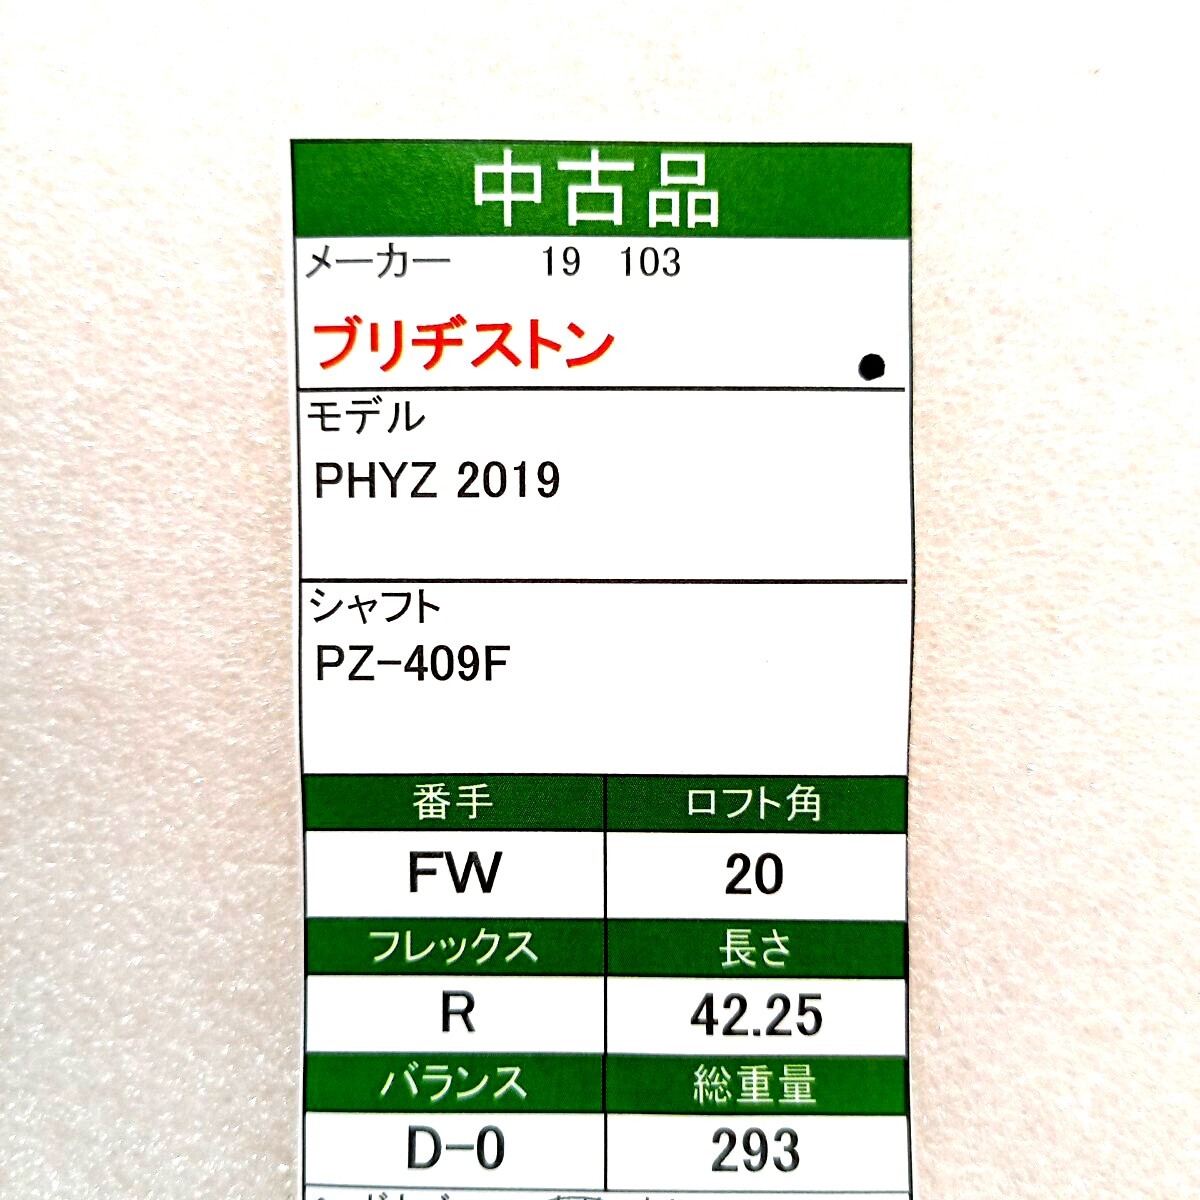 中古品
メーカー 19 103
ブリヂストン
モデル
PHYZ 2019
シャフト
PZ-409F
番手 ロフト角
FW 20
フレックス 長さ
R 42.25
バランス 総重量
D-0 293